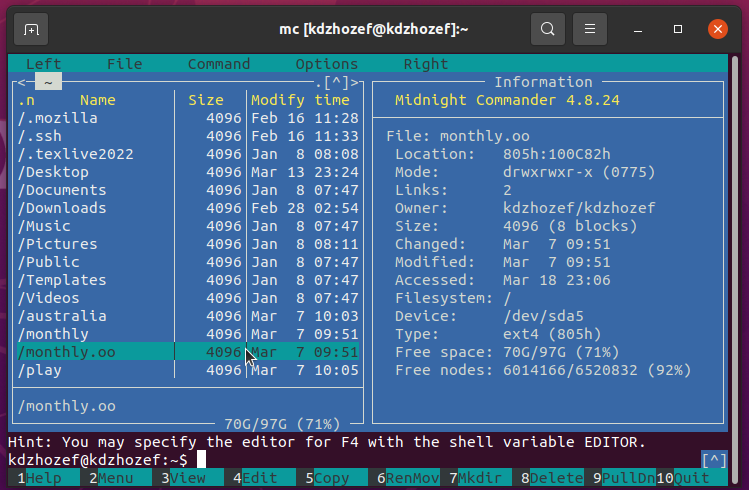 mc [kdzhozef@kdzhozef]:~
Left File Command Options Right
<─ ~ .[^]>
.n Name Size Modify time
/.mozilla 4096 Feb 16 11:28
/.ssh 4096 Feb 16 11:33
/.texlive2022 4096 Jan 8 08:08
/Desktop 4096 Mar 13 23:24
/Documents 4096 Jan 8 07:47
/Downloads 4096 Feb 28 02:54
/Music 4096 Jan 8 07:47
/Pictures 4096 Jan 8 08:11
/Public 4096 Jan 8 07:47
/Templates 4096 Jan 8 07:47
/Videos 4096 Jan 8 07:47
/australia 4096 Mar 7 10:03
/monthly 4096 Mar 7 09:51
/monthly.oo 4096 Mar 7 09:51
/play 4096 Mar 7 10:05
/monthly.oo
70G/97G (71%)
Information
Midnight Commander 4.8.24
File: monthly.oo
Location: 805h:100C82h
Mode: drwxrwxr-x (0775)
Links: 2
Owner: kdzhozef/kdzhozef
Size: 4096 (8 blocks)
Changed: Mar 7 09:51
Modified: Mar 7 09:51
Accessed: Mar 18 23:06
Filesystem: /
Device: /dev/sda5
Type: ext4 (805h)
Free space: 70G/97G (71%)
Free nodes: 6014166/6520832 (92%)
Hint: You may specify the editor for F4 with the shell variable EDITOR.
kdzhozef@kdzhozef:~$ [^]
1Help 2Menu 3View 4Edit 5Copy 6RenMov 7Mkdir 8Delete 9PullDn 10Quit